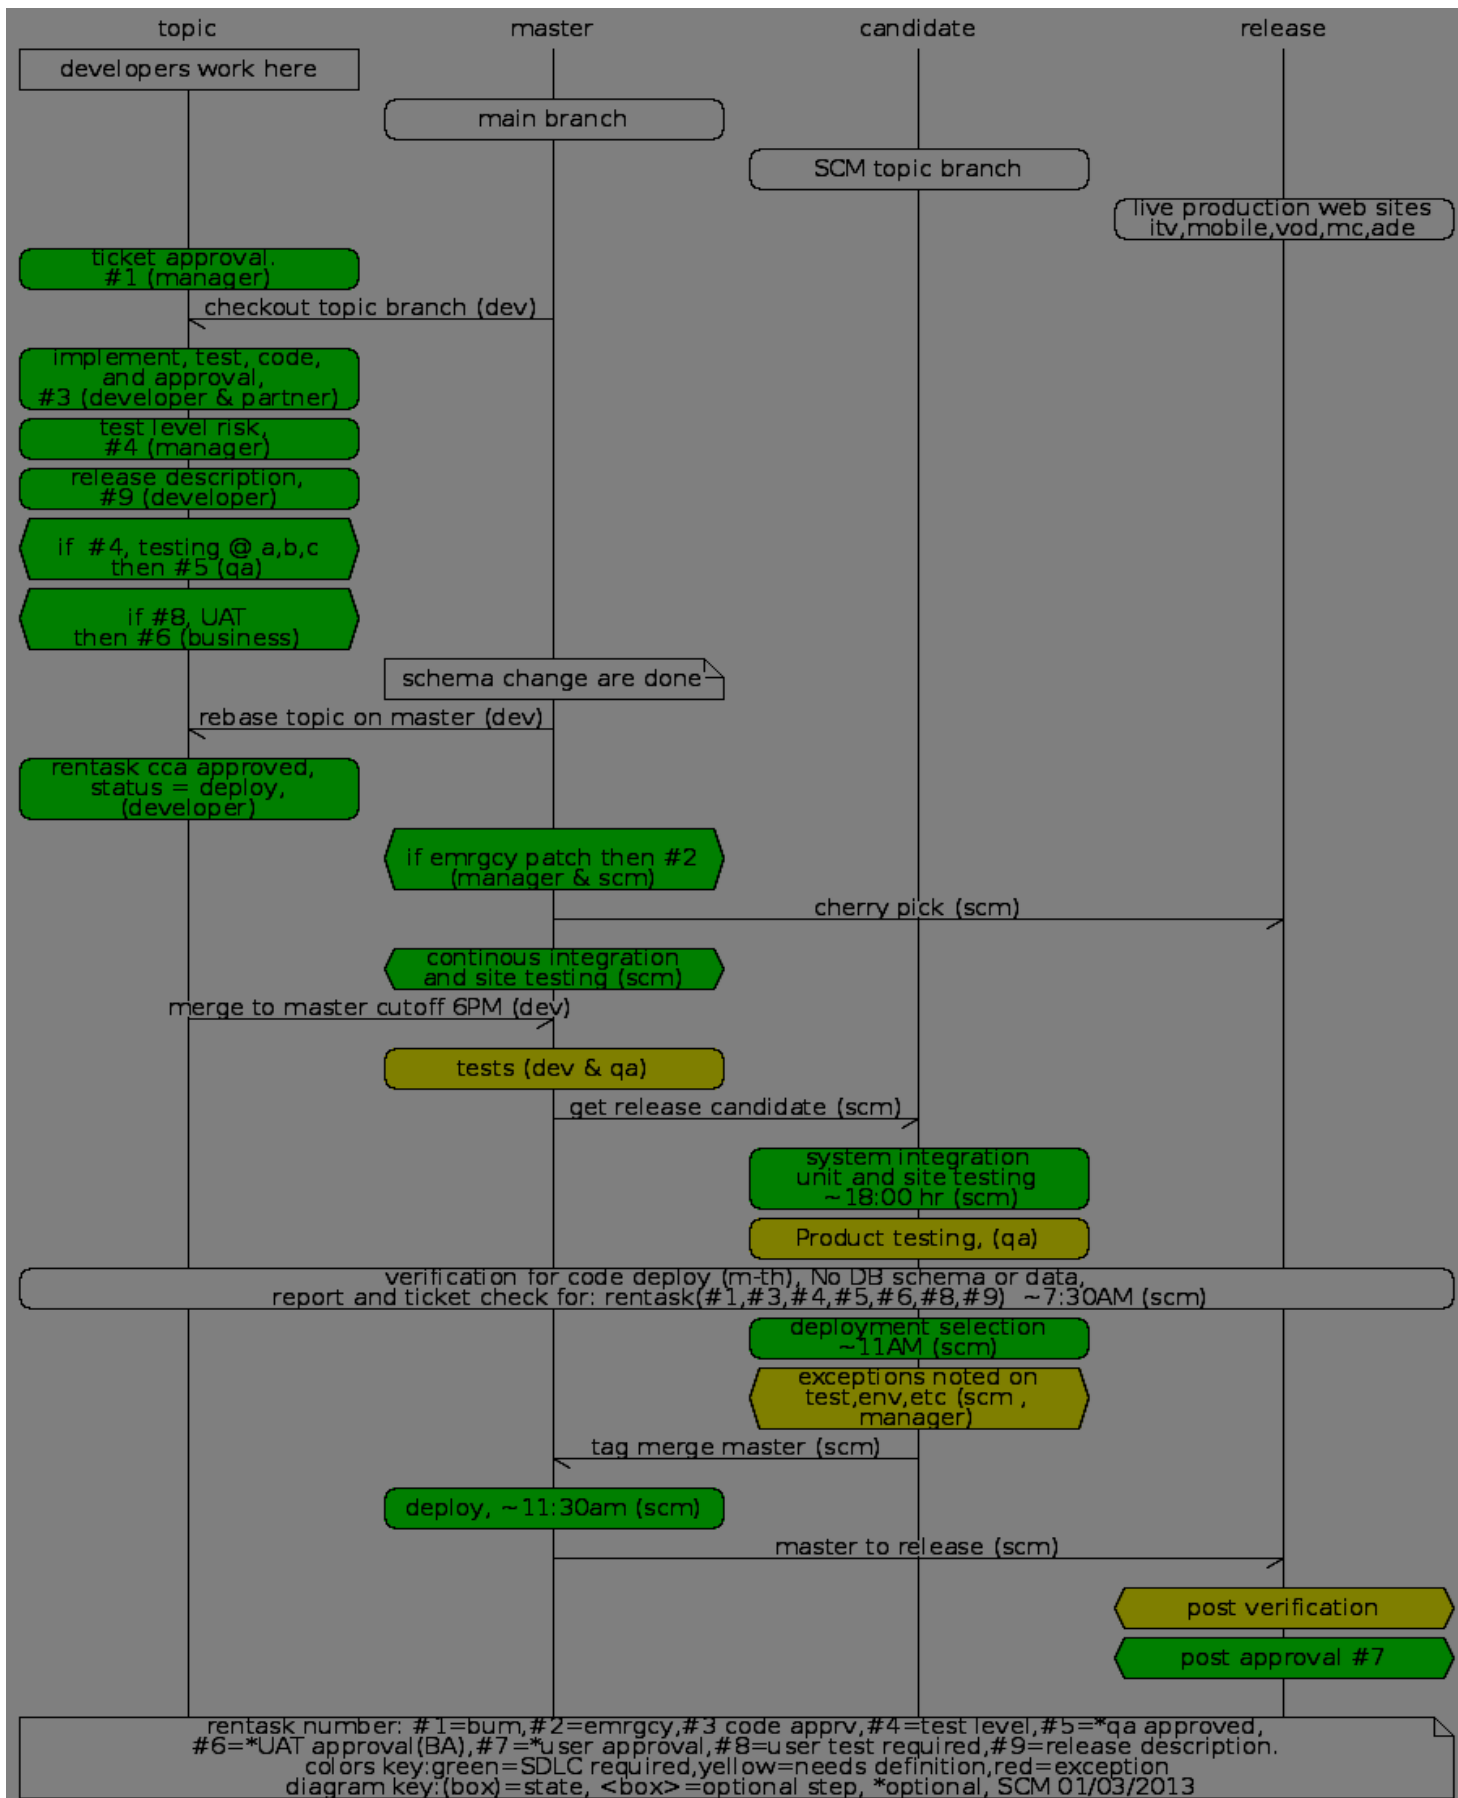 topic master candidate release
developers work here
main branch
SCM topic branch
live production web sites
itv,mobile,vod,mc,ade
ticket approval.
#1 (manager)
checkout topic branch (dev)
implement, test, code,
and approval,
#3 (developer & partner)
test level risk,
#4 (manager)
release description,
#9 (developer)
if  #4, testing @ a,b,c
then #5 (qa)
if #8, UAT
then #6 (business)
schema change are done
rebase topic on master (dev)
rentask cca approved,
status = deploy,
(developer)
if emrgcy patch then #2
(manager & scm)
cherry pick (scm)
continous integration
and site testing (scm)
merge to master cutoff 6PM (dev)
tests (dev & qa)
get release candidate (scm)
system integration
unit and site testing
~18:00 hr (scm)
Product testing, (qa)
verification for code deploy (m-th), No DB schema or data,
report and ticket check for: rentask(#1,#3,#4,#5,#6,#8,#9)  ~7:30AM (scm)
deployment selection
~11AM (scm)
exceptions noted on
test,env,etc (scm ,
manager)
tag merge master (scm)
deploy, ~11:30am (scm)
master to release (scm)
post verification
post approval #7
rentask number: #1=bum,#2=emrgcy,#3 code apprv,#4=test level,#5=*qa approved,
#6=*UAT approval(BA),#7=*user approval,#8=user test required,#9=release description.
colors key:green=SDLC required,yellow=needs definition,red=exception
diagram key:(box)=state, <box>=optional step, *optional, SCM 01/03/2013